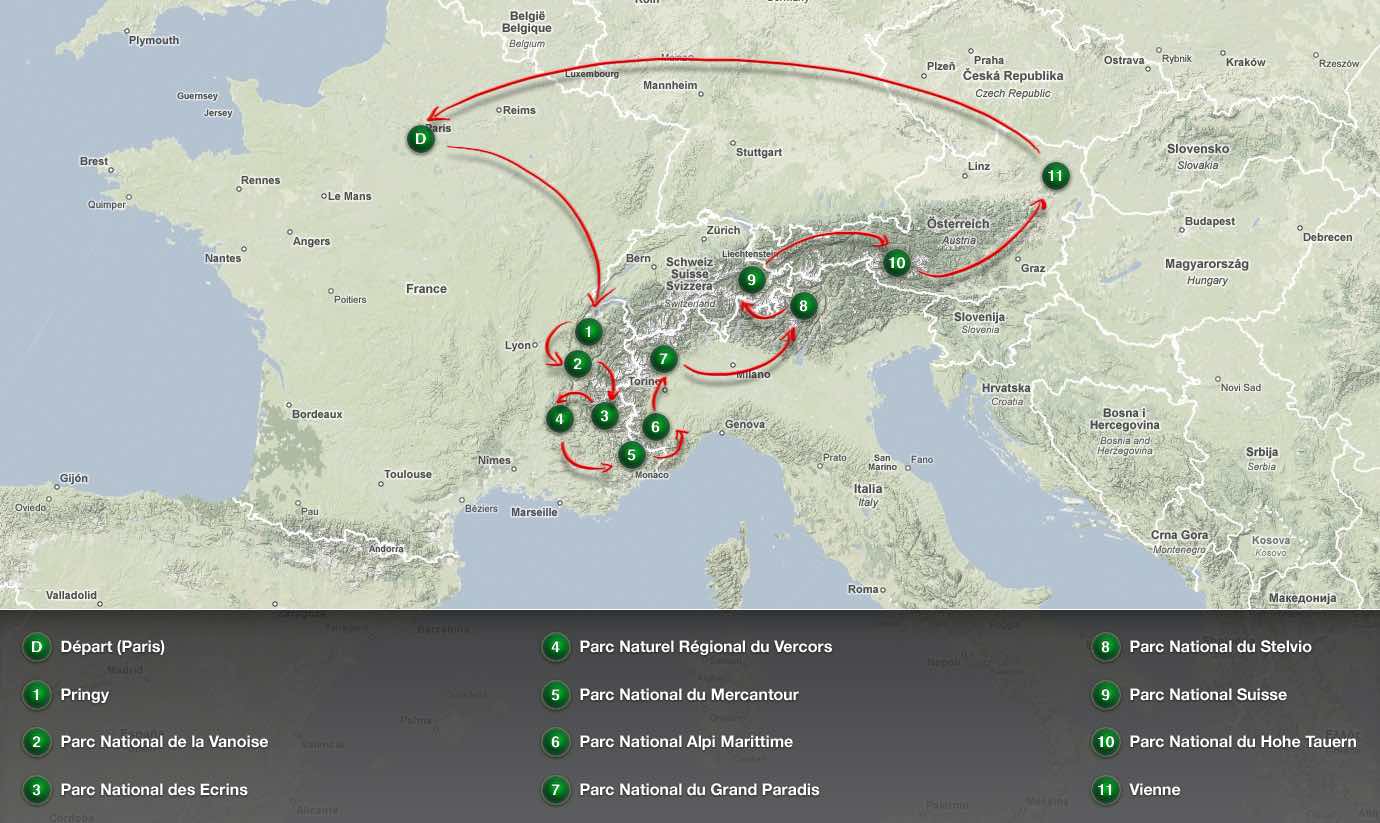 België
Belgique
Belgium
Plymouth
Luxembourg
Mannheim
Plzeň
Praha
Česká Republika
Czech Republic
Ostrava
Rybnik
Kraków
Rzeszów
Guernsey
Jersey
Reims
Paris
D
Stuttgart
Linz
11
Slovensko
Slovakia
Brest
Quimper
Rennes
Le Mans
Angers
Nantes
Zürich
Liechtenstein
Österreich
Austria
Budapest
Debrecen
Bern
Schweiz
Suisse
Svizzera
Switzerland
9
10
Graz
Magyarország
Hungary
France
Poitiers
8
Slovenija
Slovenia
1
Lyon
2
7
Torino
Milano
Novi Sad
Hrvatska
Croatia
Bordeaux
4
3
6
Genova
Bosna i
Hercegovina
Bosnia and
Herzegovina
5
Monaco
Nîmes
Toulouse
Prato
San
Marino
Fano
Srbija
Serbia
Gijón
Oviedo
Pau
Béziers
Marseille
Italia
Italy
Andorra
Crna Gora
Montenegro
Kosova
Kosovo
Valladolid
Roma
Македонија
D Départ (Paris)
1 Pringy
2 Parc National de la Vanoise
3 Parc National des Ecrins
4 Parc Naturel Régional du Vercors
5 Parc National du Mercantour
6 Parc National Alpi Marittime
7 Parc National du Grand Paradis
8 Parc National du Stelvio
9 Parc National Suisse
10 Parc National du Hohe Tauern
11 Vienne